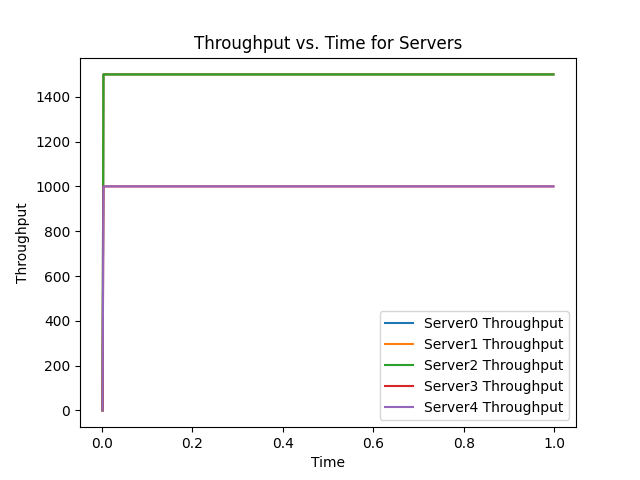 Throughput vs. Time for Servers
Throughput
1400
1200
1000
800
600
400
200
0
Server0 Throughput
Server1 Throughput
Server2 Throughput
Server3 Throughput
Server4 Throughput
0.0 0.2 0.4 0.6 0.8 1.0
Time